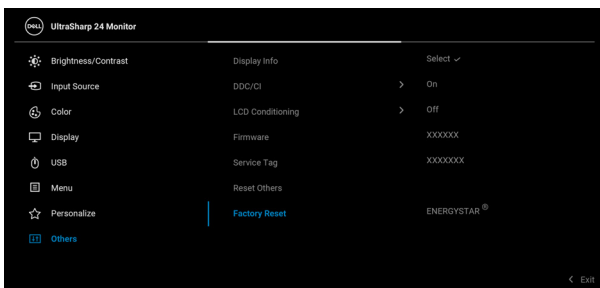 DELL UltraSharp 24 Monitor
Brightness/Contrast Display Info Select ✓
Input Source DDC/CI > On
Color LCD Conditioning > Off
Display Firmware XXXXXX
USB Service Tag XXXXXXX
Menu Reset Others
Personalize Factory Reset ENERGYSTAR ®
Others
< Exit